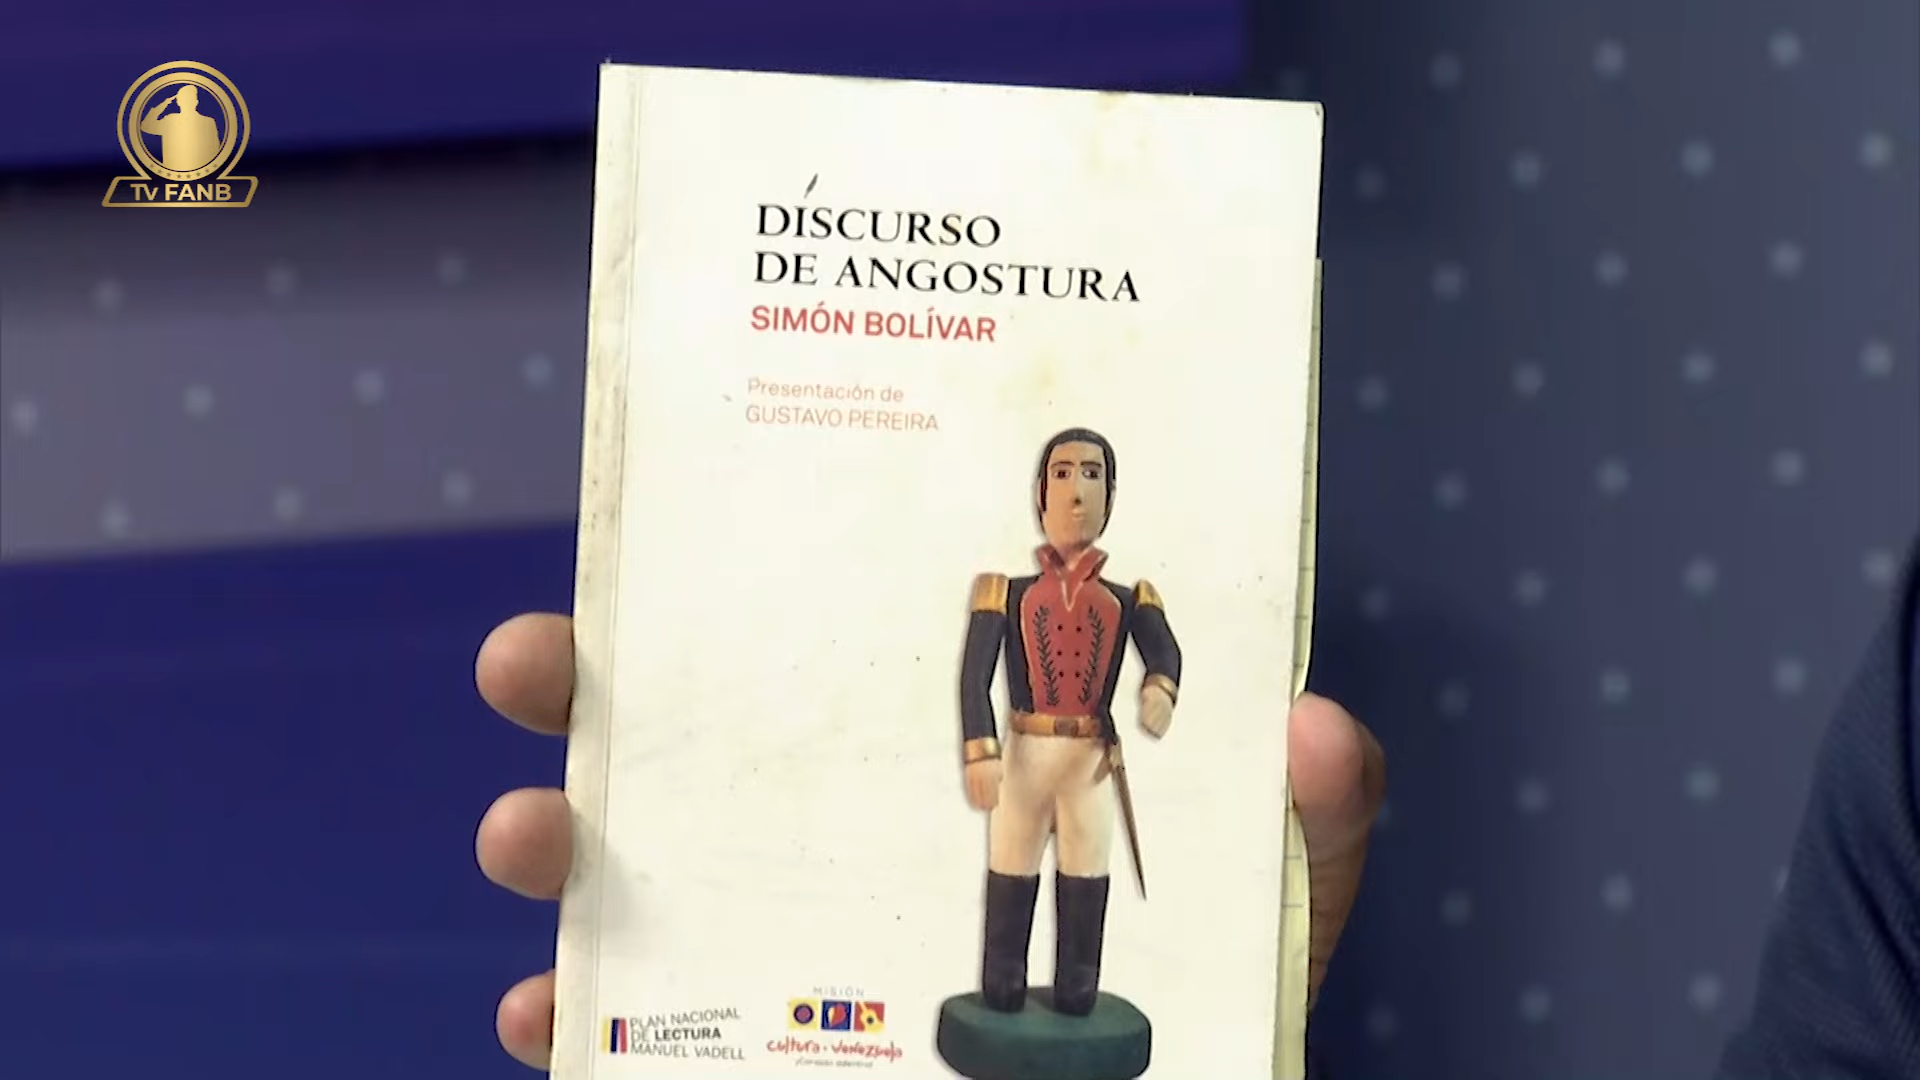 Tv FANB
DISCURSO
DE ANGOSTURA
SIMÓN BOLÍVAR
Presentación de
GUSTAVO PEREIRA
PLAN NACIONAL
DE LECTURA
MANUEL VADELL
MISIÓN
cultura Venezuela